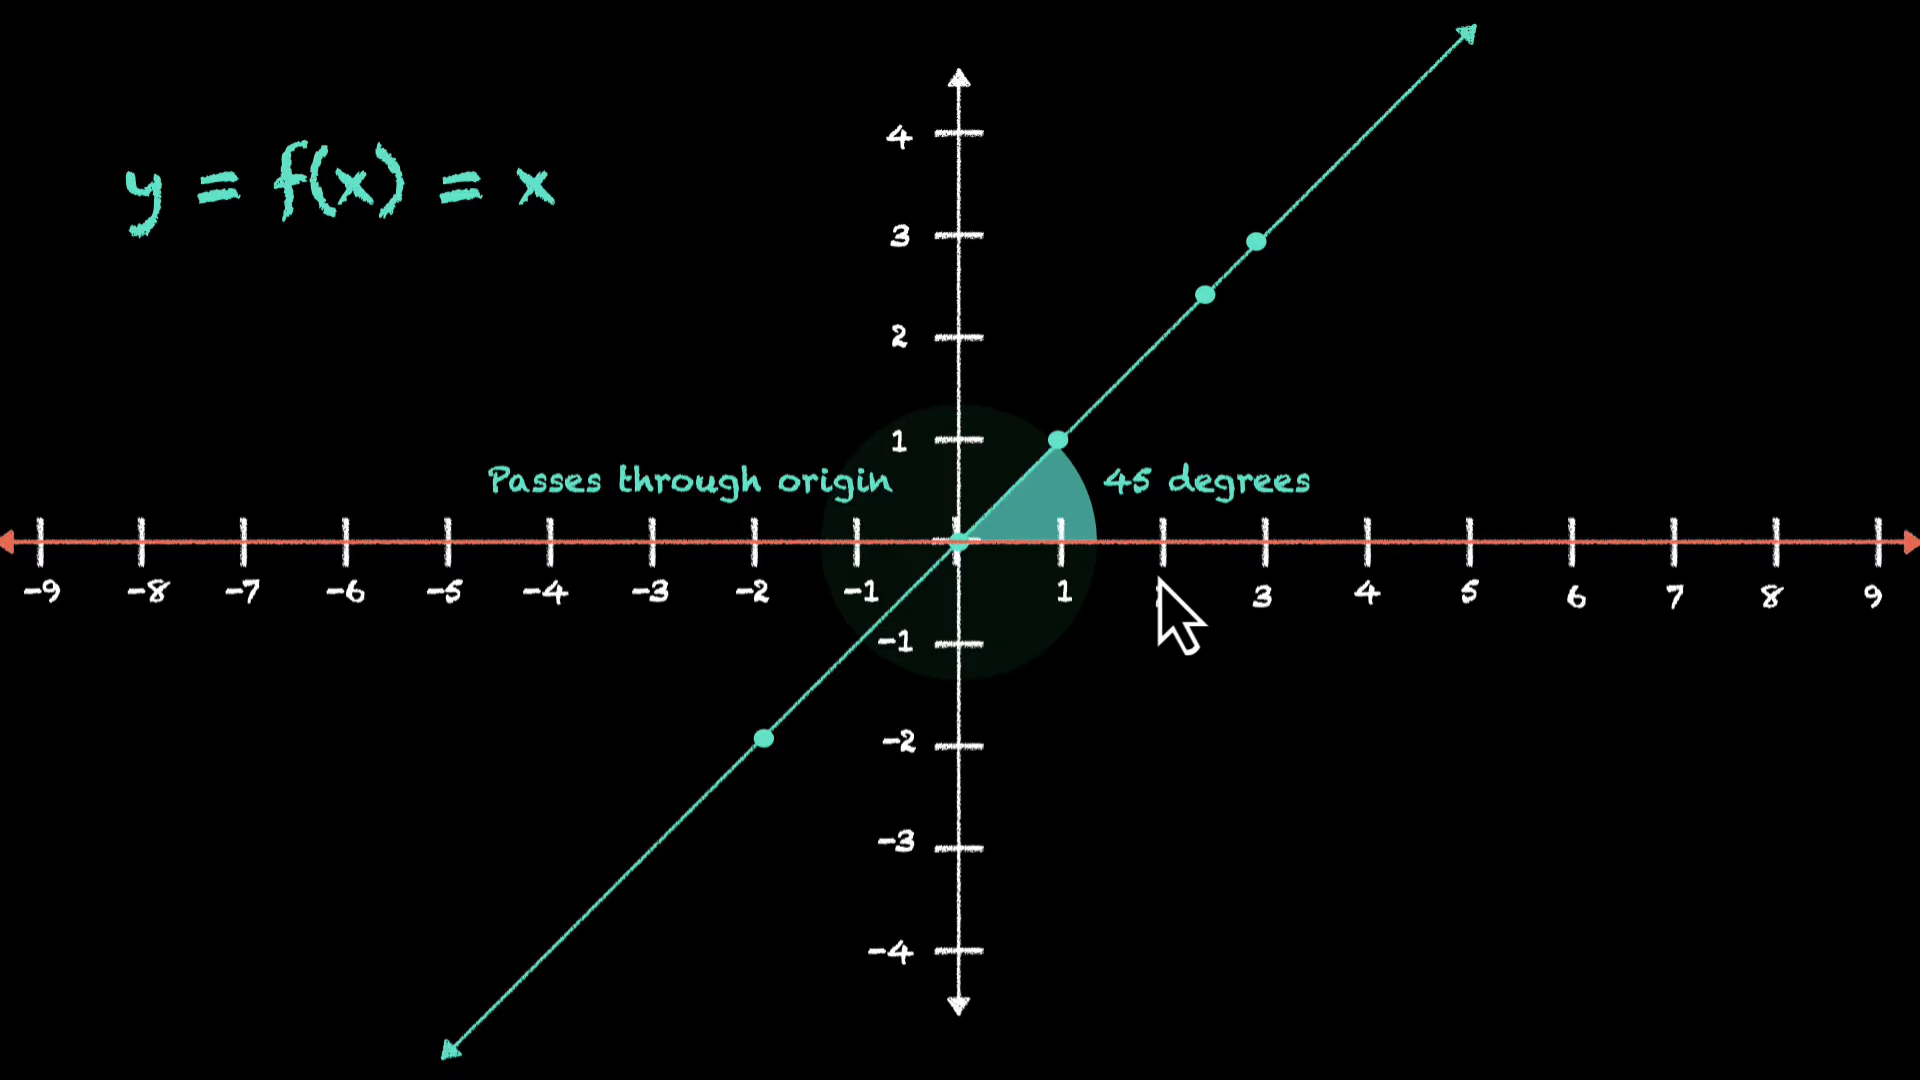 y = f(x) = x
4
3
2
1
Passes through origin
45 degrees
-9 -8 -7 -6 -5 -4 -3 -2 -1 1 3 4 5 6 7 8 9
-1
-2
-3
-4